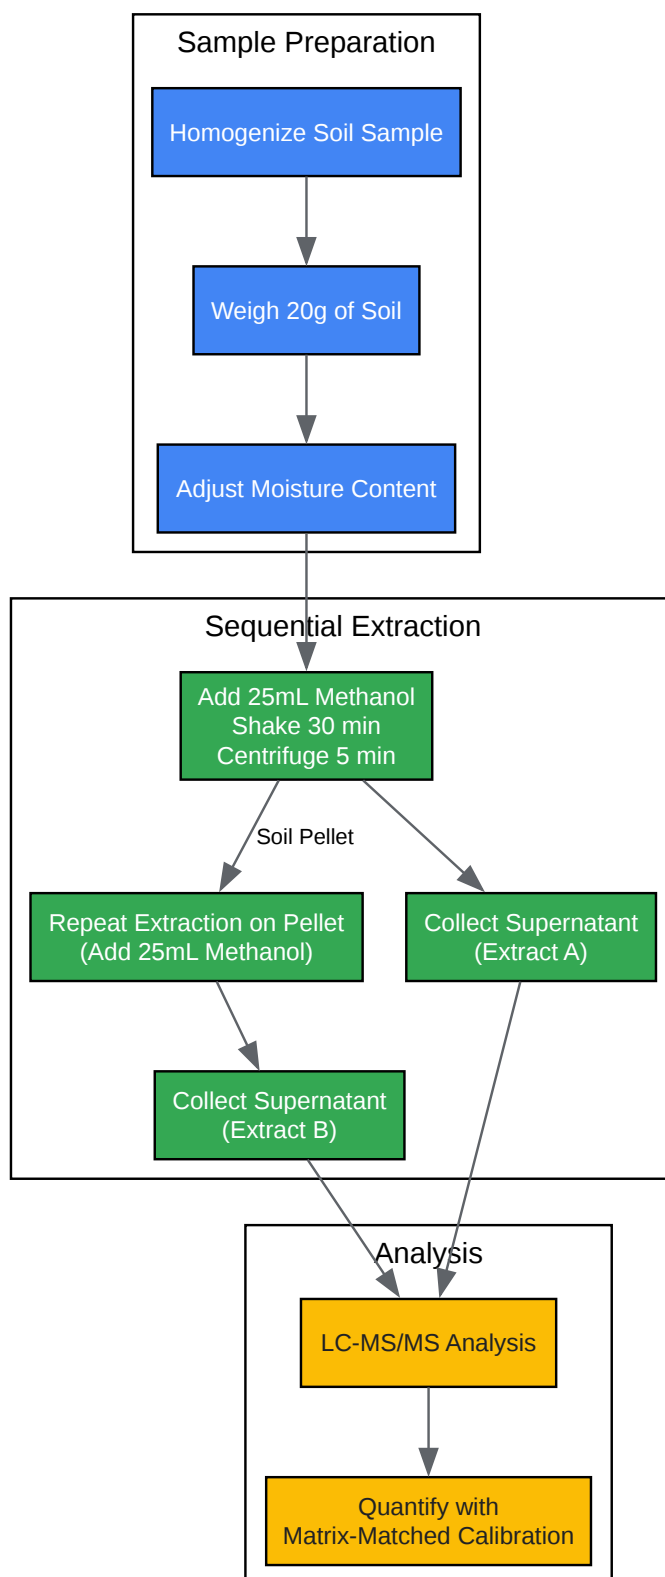 Sample Preparation
Homogenize Soil Sample
Weigh 20g of Soil
Adjust Moisture Content
Sequential Extraction
Add 25mL Methanol
Shake 30 min
Centrifuge 5 min
Soil Pellet
Repeat Extraction on Pellet
(Add 25mL Methanol)
Collect Supernatant
(Extract A)
Collect Supernatant
(Extract B)
Analysis
LC-MS/MS Analysis
Quantify with
Matrix-Matched Calibration